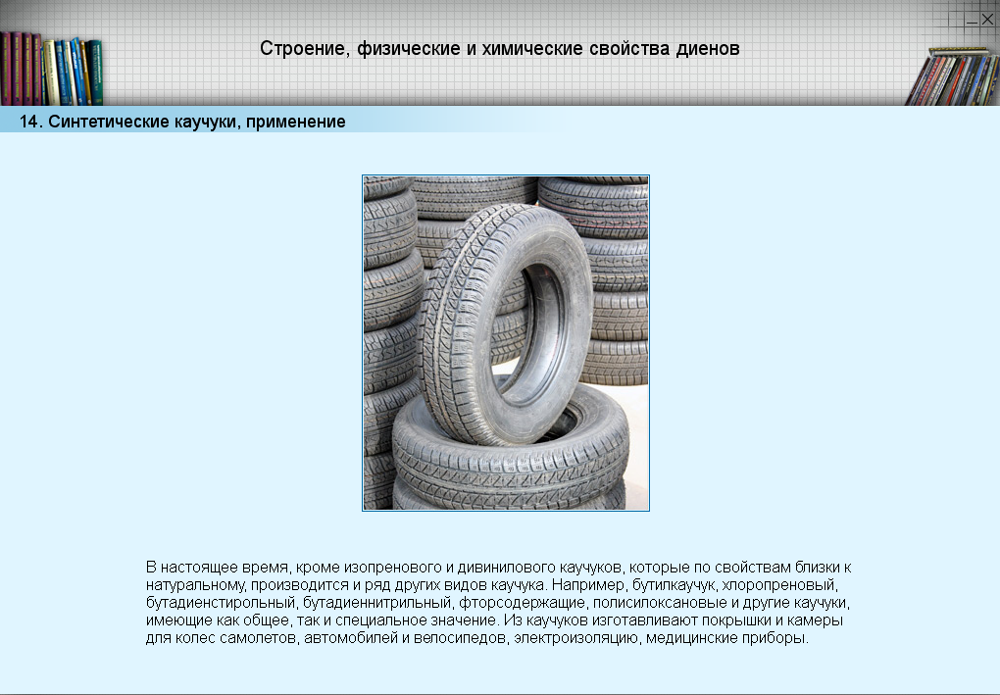 Строение, физические и химические свойства диенов
14. Синтетические каучуки, применение
В настоящее время, кроме изопренового и дивинилового каучуков, которые по свойствам близки к
натуральному, производится и ряд других видов каучука. Например, бутилкаучук, хлоропреновый,
бутадиенстирольный, бутадиеннитрильный, фторсодержащие, полисилоксановые и другие каучуки,
имеющие как общее, так и специальное значение. Из каучуков изготавливают покрышки и камеры
для колес самолетов, автомобилей и велосипедов, электроизоляцию, медицинские приборы.